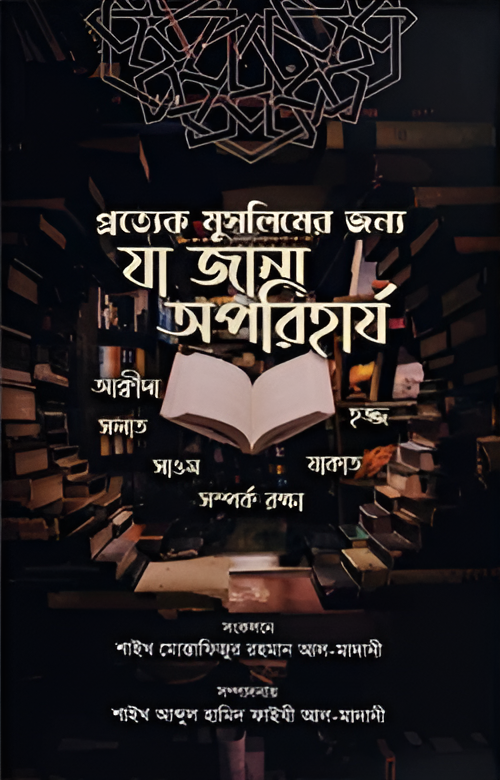 প্রত্যেক মুসলিমের জন্য
যা জানা
অপরিহার্য
আক্বীদা
হজ্জ
সলাত
সাওম
যাকাত
সম্পর্ক রক্ষা
সংকলনে
শাইখ মোস্তাফিজুর রহমান আল-মাদানী
সম্পাদনায়
শাইখ আব্দুল হামিদ ফাইযী আল-মাদানী